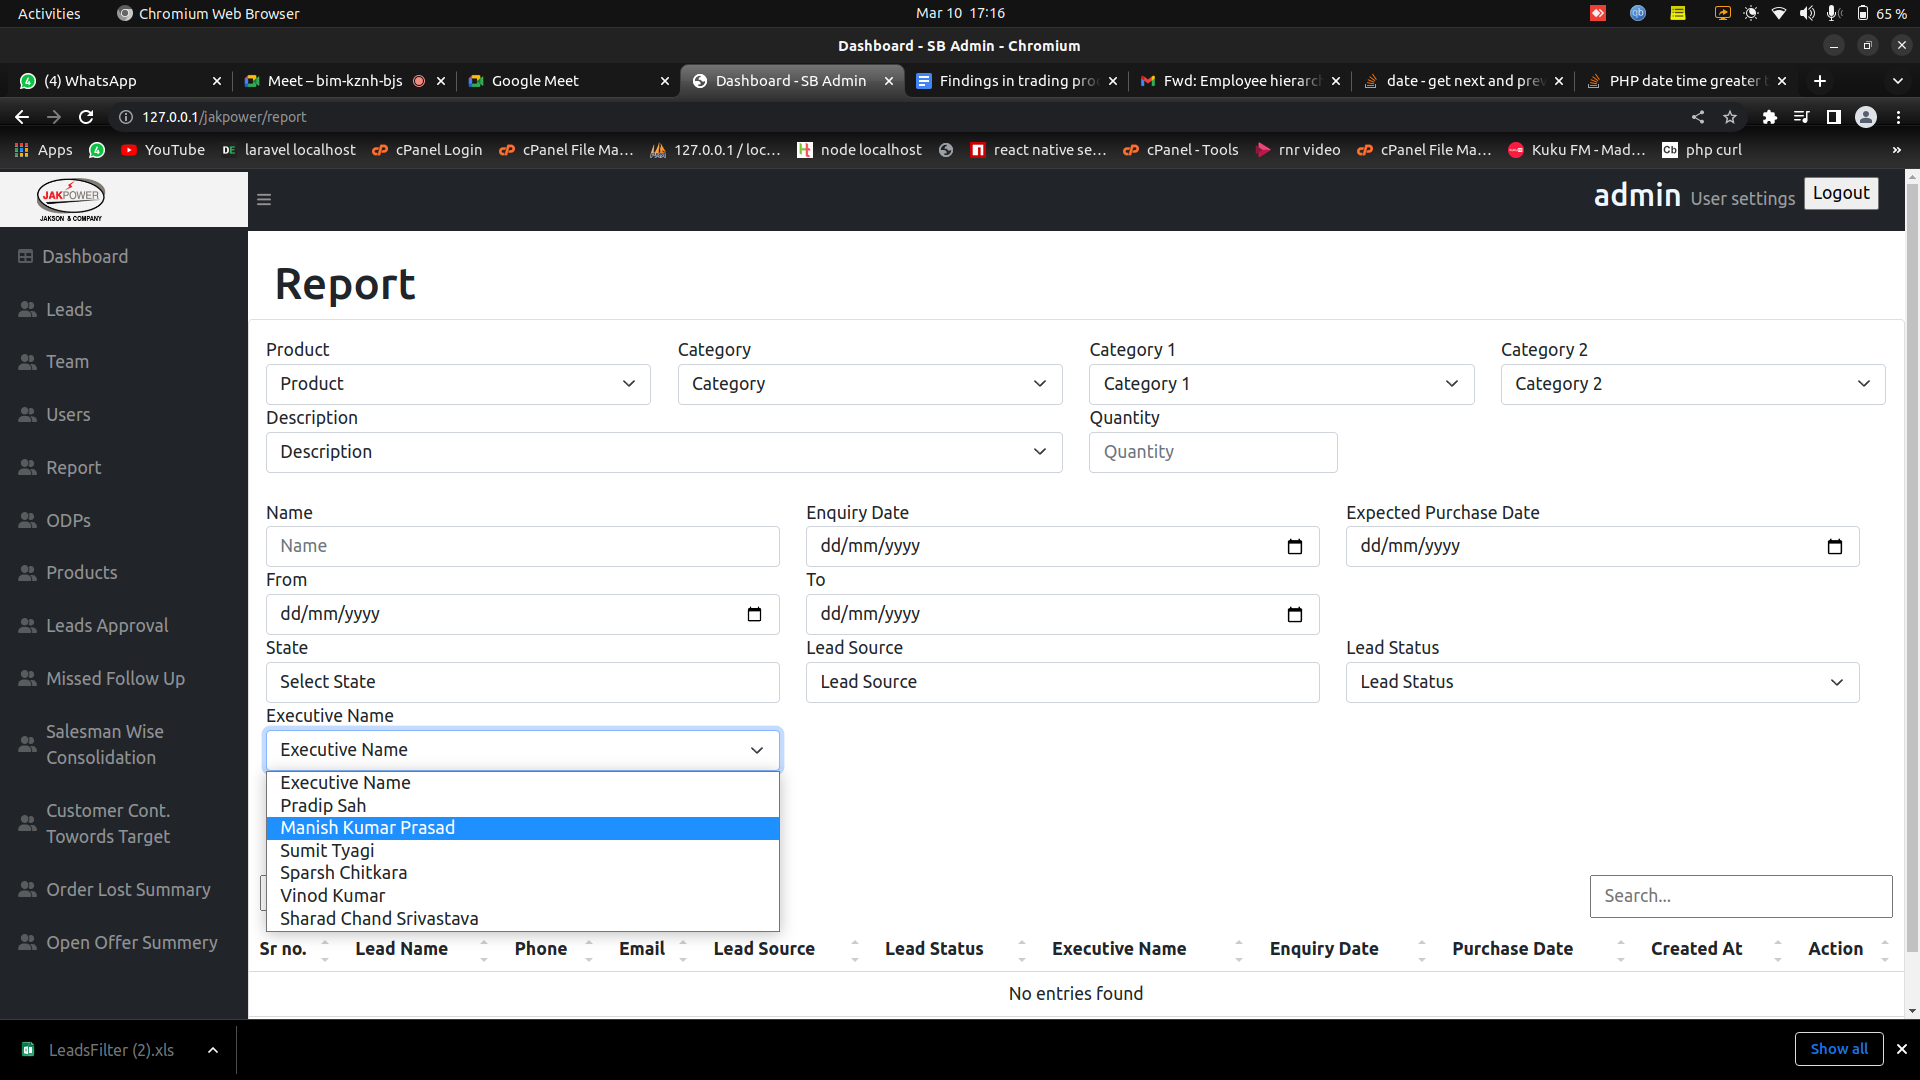 Activities
Chromium Web Browser
Mar 10 17:16
65 %
Dashboard - SB Admin - Chromium
(4) WhatsApp
Meet – bim-kznh-bjs
Google Meet
Dashboard - SB Admin
Findings in trading pro
Fwd: Employee hierarch
date - get next and prev
PHP date time greater t
127.0.0.1/jakpower/report
Apps
YouTube
DE laravel localhost
cPanel Login
cPanel File Ma...
127.0.0.1 / loc...
node localhost
react native se...
cPanel - Tools
rnr video
cPanel File Ma...
Kuku FM - Mad...
Cb php curl
»
JAKPOWER
JAKSON & COMPANY
admin User settings Logout
Dashboard
Leads
Team
Users
Report
ODPs
Products
Leads Approval
Missed Follow Up
Salesman Wise
Consolidation
Customer Cont.
Towords Target
Order Lost Summary
Open Offer Summery
Report
Product Category Category 1 Category 2
Product Category Category 1 Category 2
Description Quantity
Description Quantity
Name Enquiry Date Expected Purchase Date
Name dd/mm/yyyy dd/mm/yyyy
From To
dd/mm/yyyy dd/mm/yyyy
State Lead Source Lead Status
Select State Lead Source Lead Status
Executive Name
Executive Name
Executive Name
Pradip Sah
Manish Kumar Prasad
Sumit Tyagi
Sparsh Chitkara
Vinod Kumar
Sharad Chand Srivastava
Search...
Sr no. Lead Name Phone Email Lead Source Lead Status Executive Name Enquiry Date Purchase Date Created At Action
No entries found
LeadsFilter (2).xls
Show all